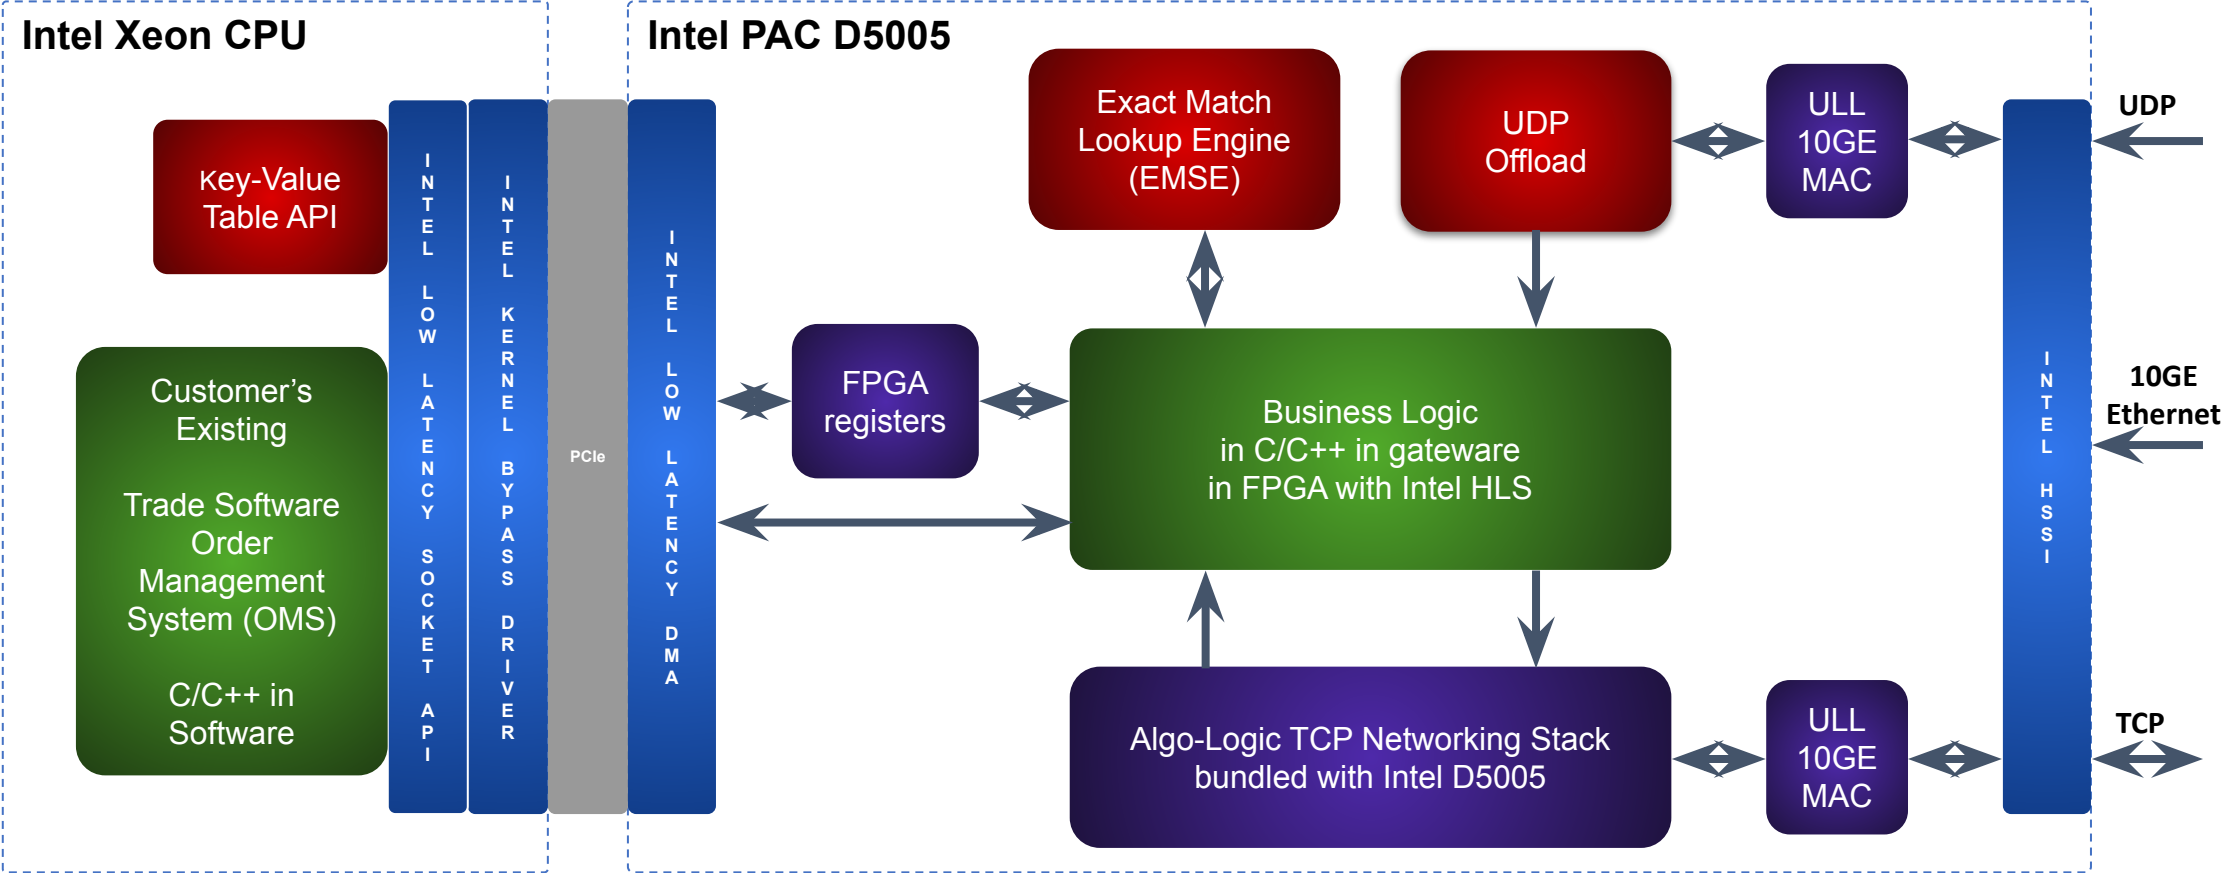 Intel Xeon CPU
Key-Value
Table API
Customer’s
Existing
Trade Software
Order
Management
System (OMS)
C/C++ in
Software
INTEL LOW LATENCY SOCKET API
INTEL KERNEL BYPASS DRIVER
PCIe
Intel PAC D5005
INTEL LOW LATENCY DMA
FPGA
registers
Exact Match
Lookup Engine
(EMSE)
UDP
Offload
ULL
10GE
MAC
Business Logic
in C/C++ in gateware
in FPGA with Intel HLS
Algo-Logic TCP Networking Stack
bundled with Intel D5005
ULL
10GE
MAC
INTEL HSSI
UDP
10GE
Ethernet
TCP